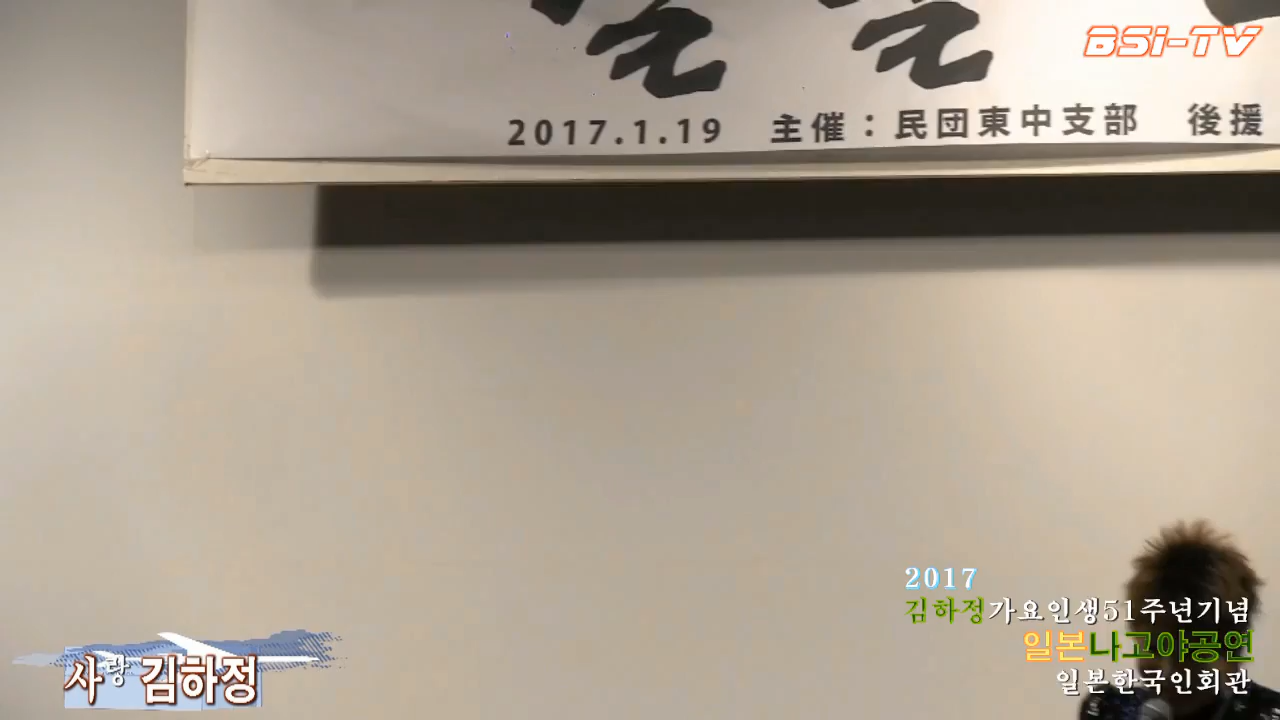 BSi-TV
2017.1.19 主催：民団東中支部 後援
2017
김하정가요인생51주년기념
일본나고야공연
일본한국인회관
사랑 김하정